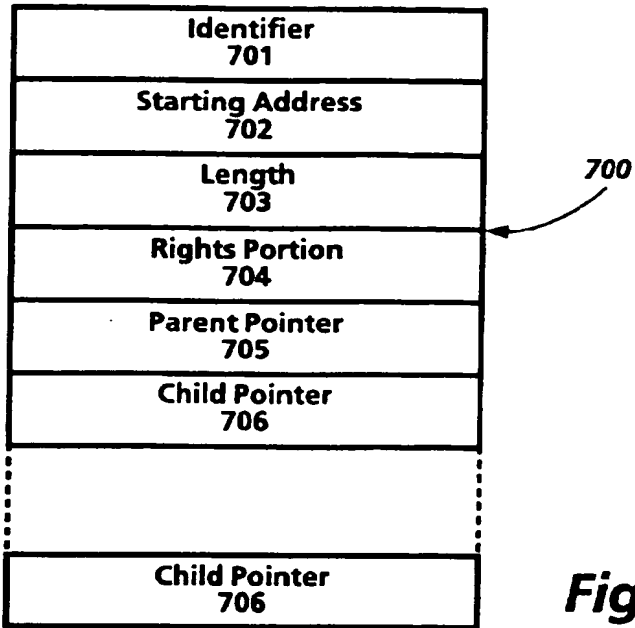 Identifier
701
Starting Address
702
Length
703
700
Rights Portion
704
Parent Pointer
705
Child Pointer
706
Child Pointer
706
Fig